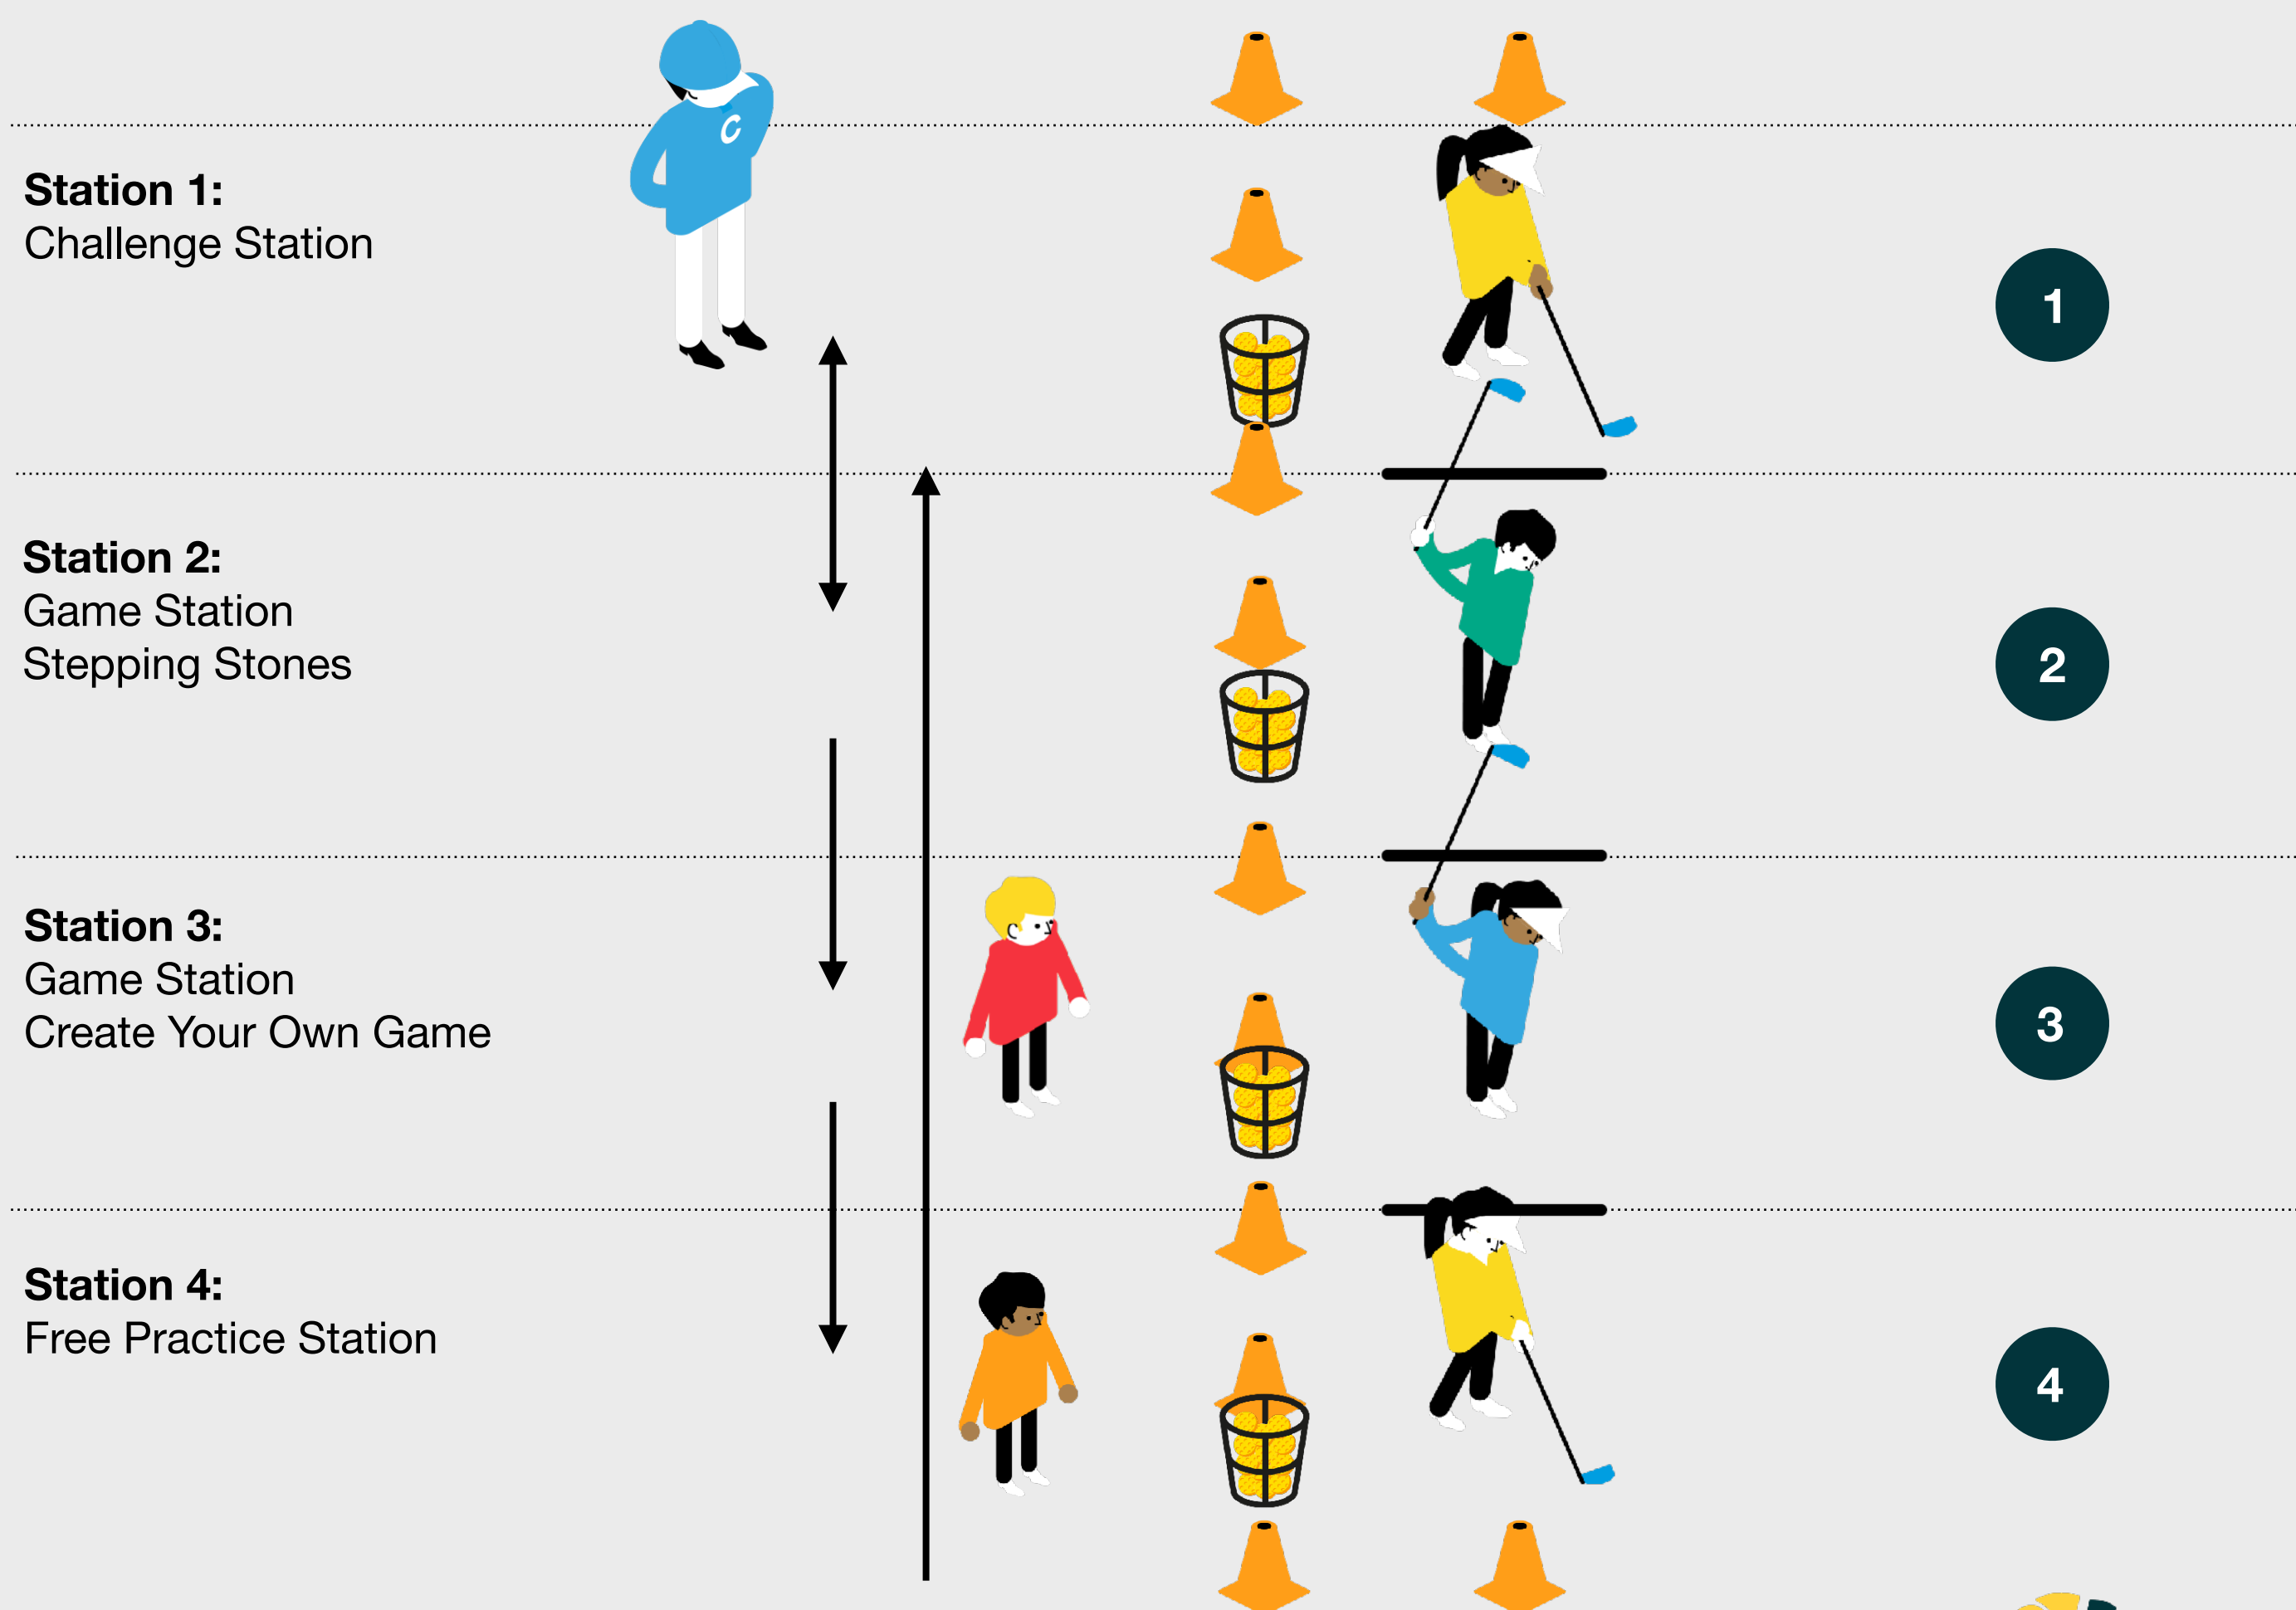 Station 1:
Challenge Station
C
1
Station 2:
Game Station
Stepping Stones
2
Station 3:
Game Station
Create Your Own Game
3
Station 4:
Free Practice Station
4